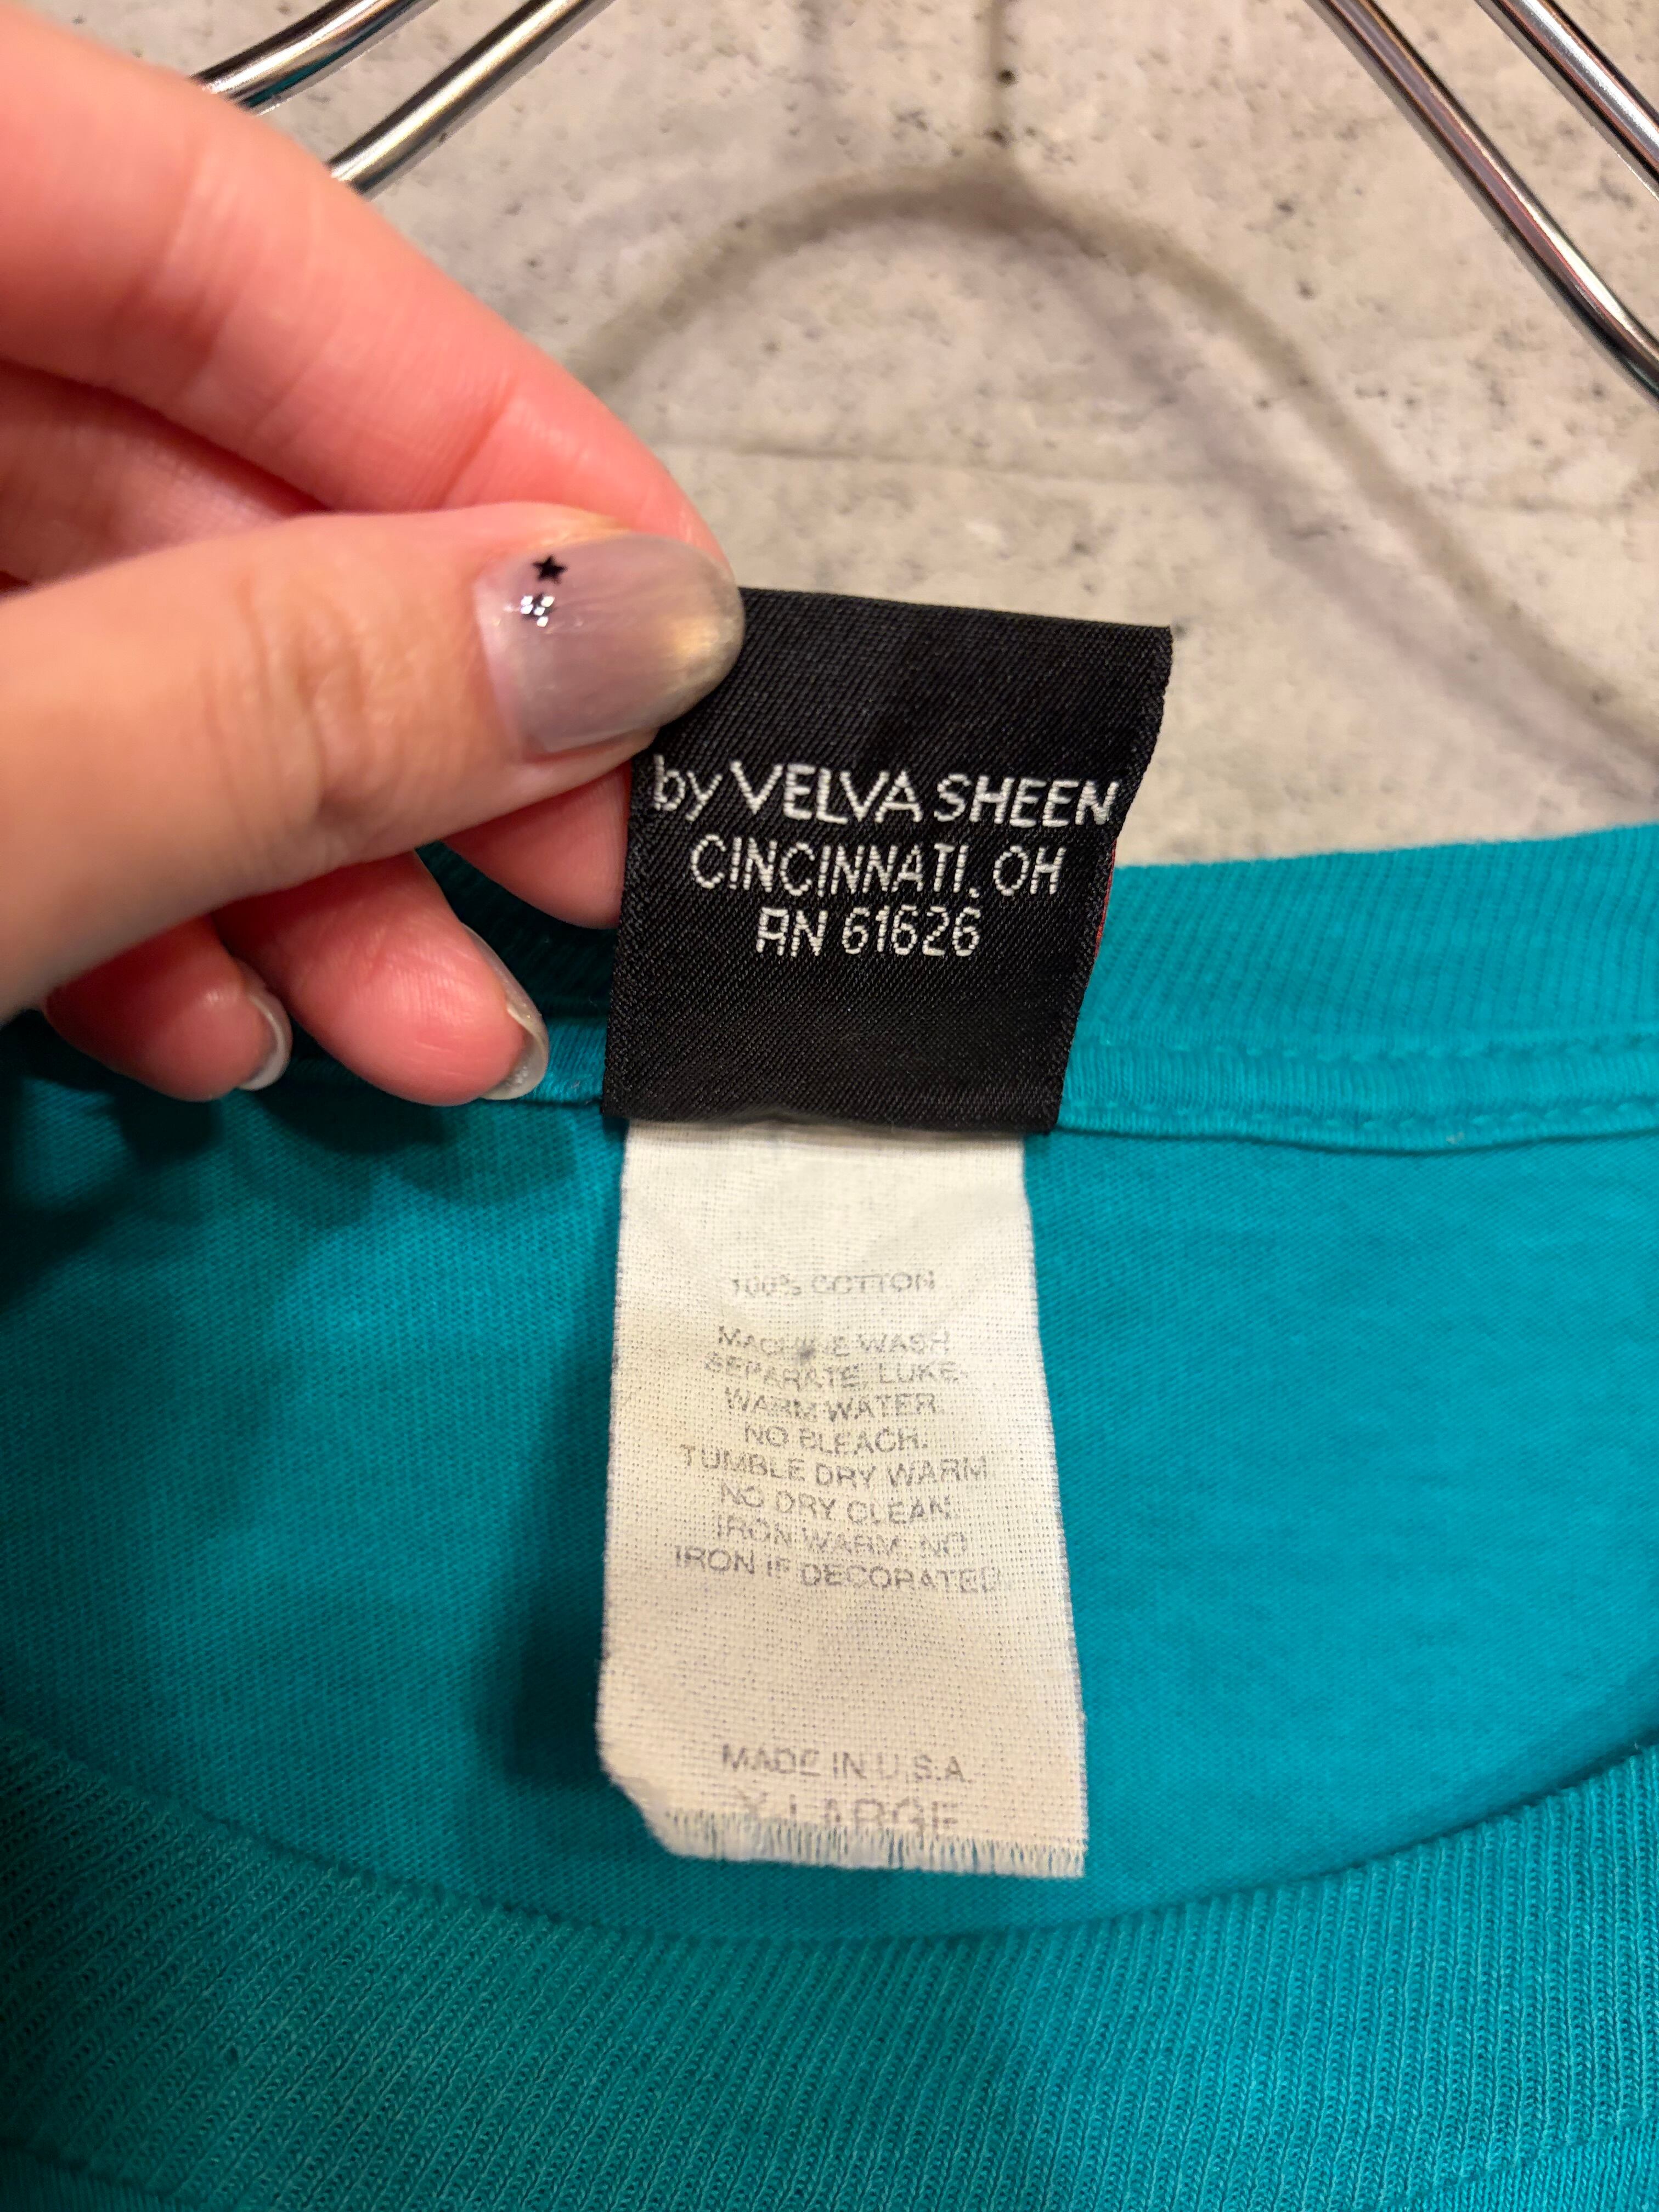 by VELVA SHEEN
CINCINNATI, OH
RN 61626
100% COTTON
MACHINE WASH
SEPARATE, LUKE-
WARM WATER.
NO BLEACH.
TUMBLE DRY WARM.
NO DRY CLEAN.
IRON WARM. NO
IRON IF DECORATED
MADE IN U.S.A.
X-LARGE